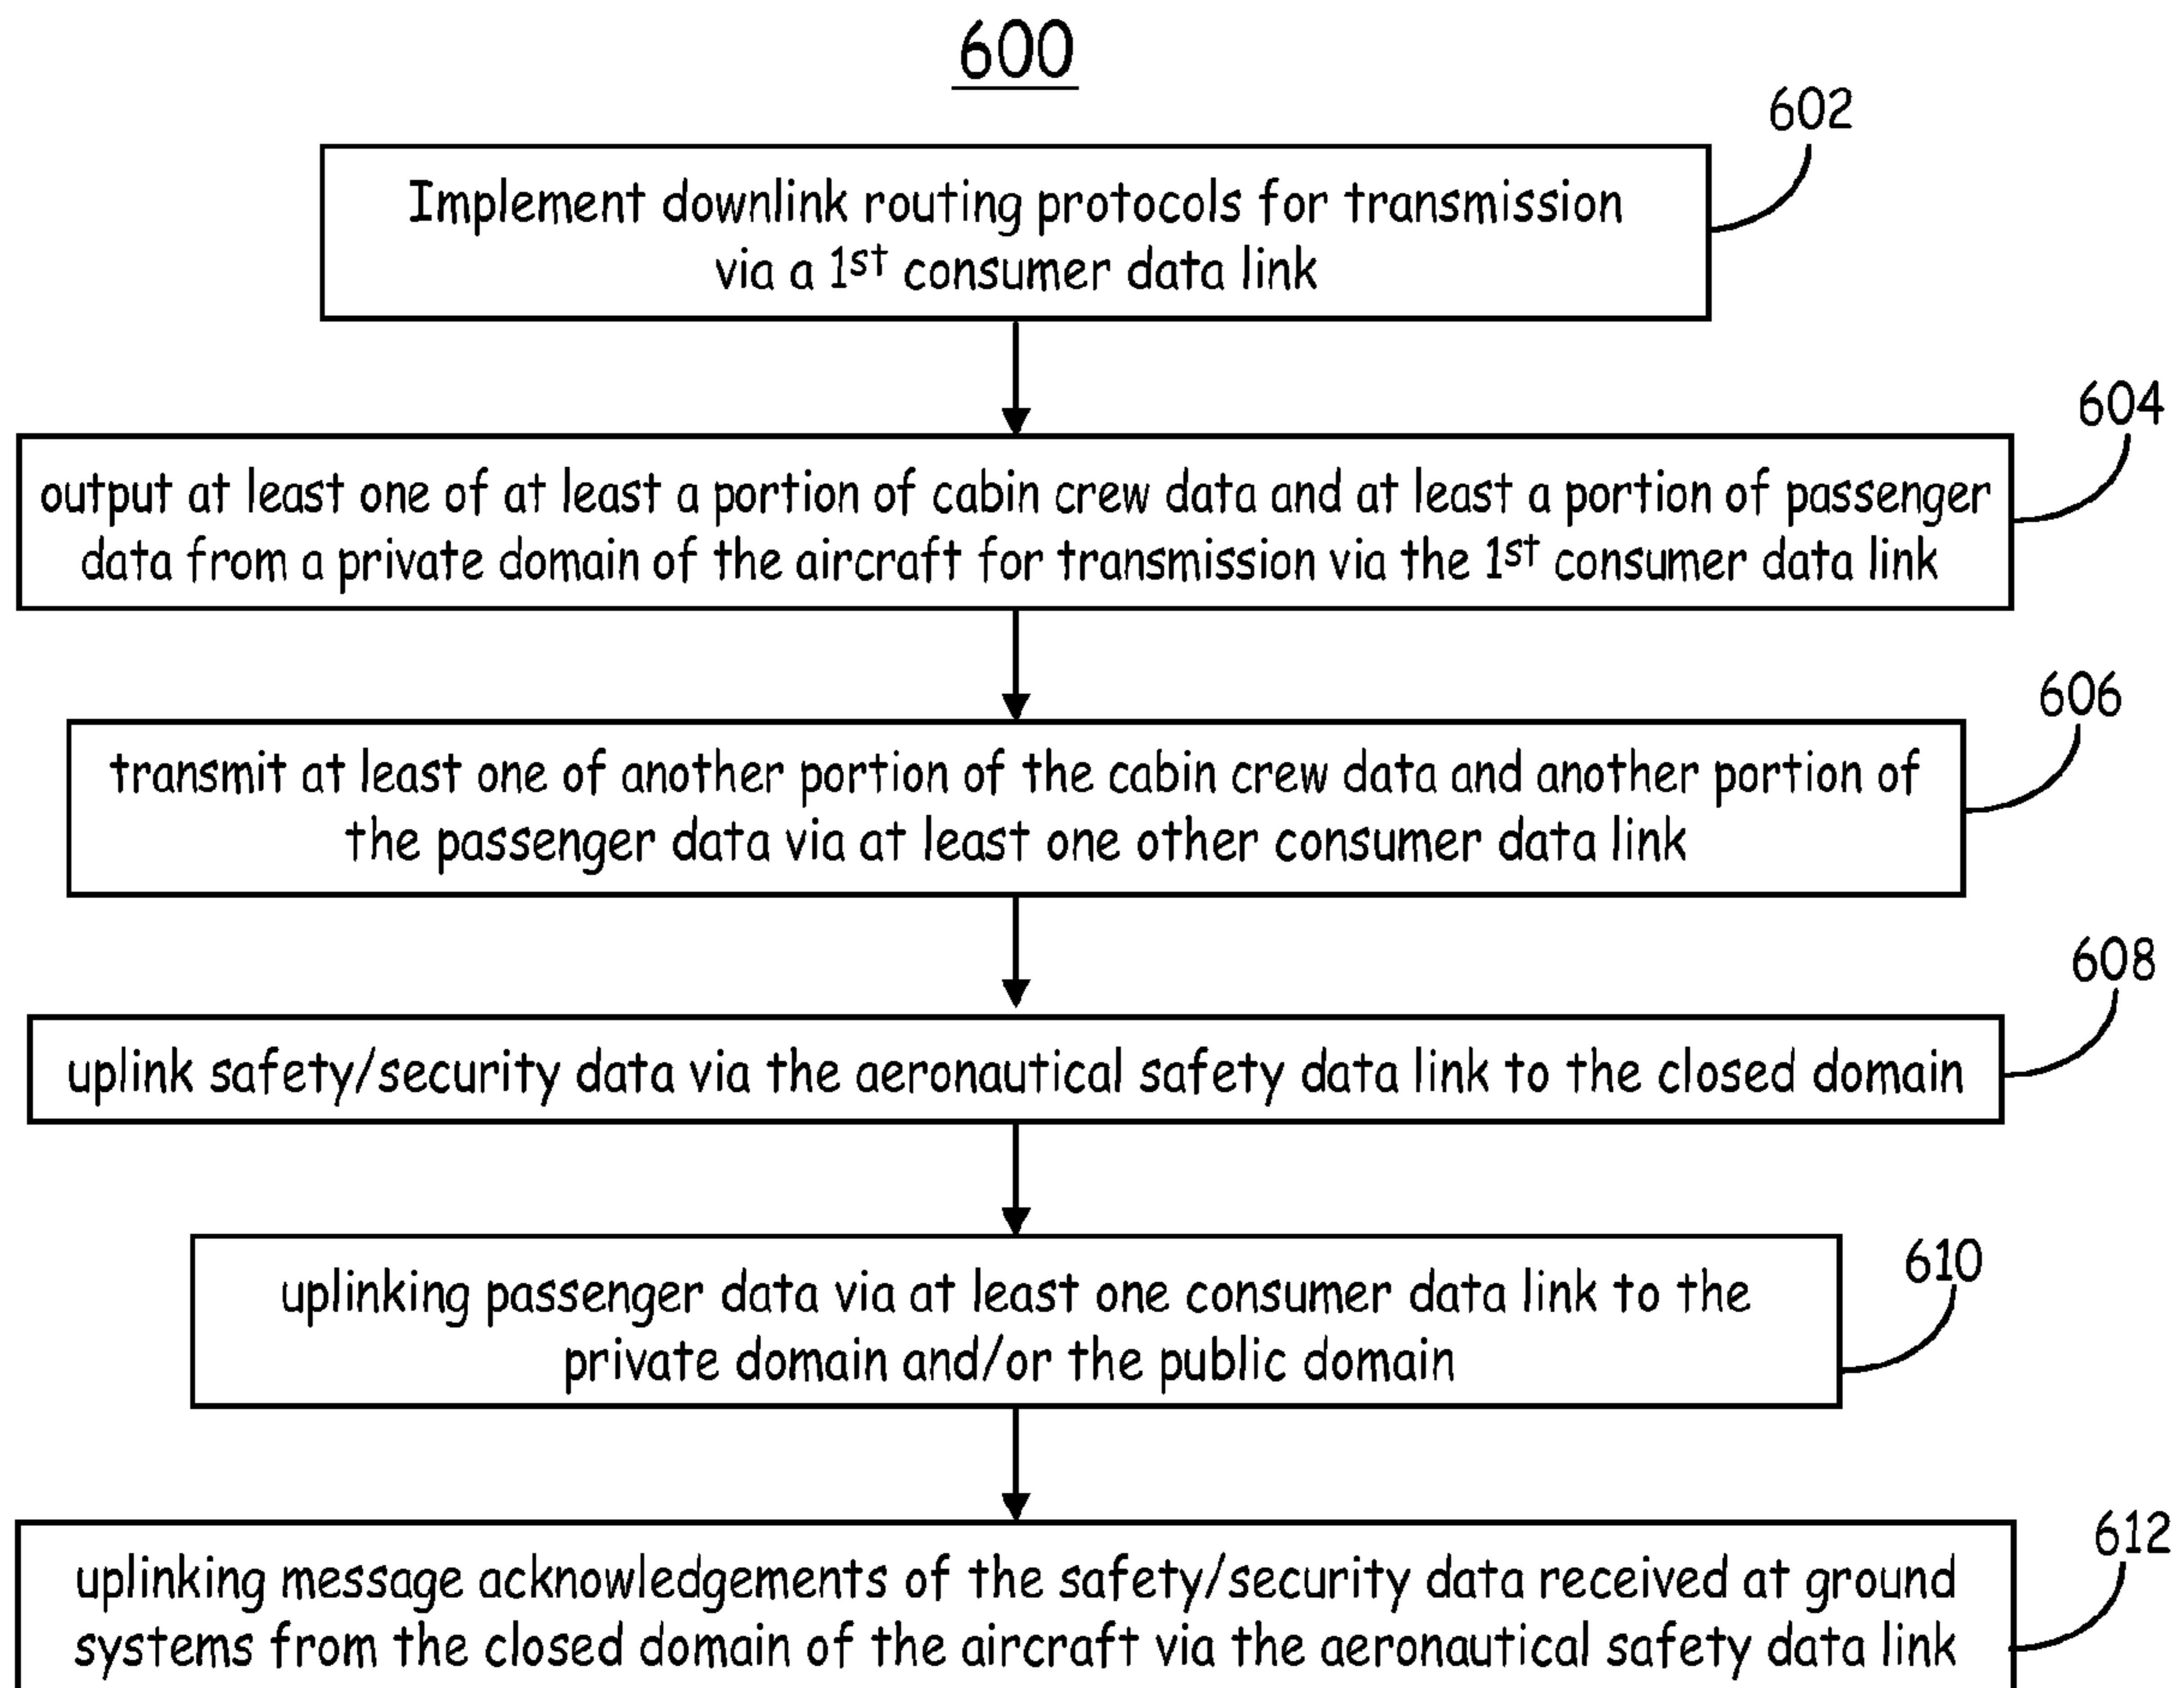 600
602
Implement downlink routing protocols for transmission
via a 1st consumer data link
604
output at least one of at least a portion of cabin crew data and at least a portion of passenger
data from a private domain of the aircraft for transmission via the 1st consumer data link
606
transmit at least one of another portion of the cabin crew data and another portion of
the passenger data via at least one other consumer data link
608
uplink safety/security data via the aeronautical safety data link to the closed domain
610
uplinking passenger data via at least one consumer data link to the
private domain and/or the public domain
612
uplinking message acknowledgements of the safety/security data received at ground
systems from the closed domain of the aircraft via the aeronautical safety data link